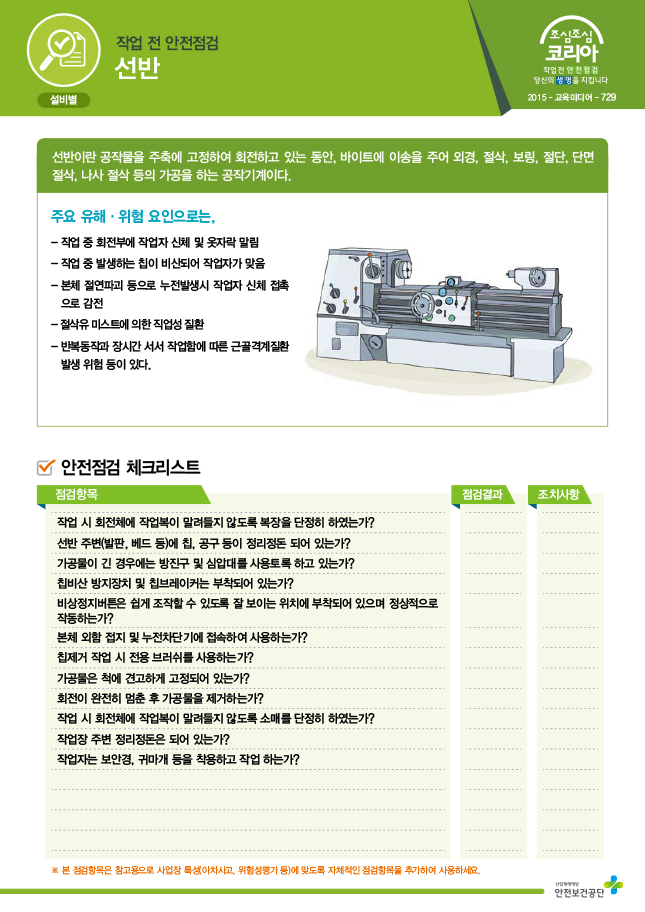 작업 전 안전점검
선반
설비별
조심조심
코리아
작업전 안전점검
당신의 생명을 지킵니다
2015 - 교육미디어 - 729
선반이란 공작물을 주축에 고정하여 회전하고 있는 동안, 바이트에 이송을 주어 외경, 절삭, 보링, 절단, 단면
절삭, 나사 절삭 등의 가공을 하는 공작기계이다.
주요 유해 · 위험 요인으로는,
– 작업 중 회전부에 작업자 신체 및 옷자락 말림
– 작업 중 발생하는 칩이 비산되어 작업자가 맞음
– 본체 절연파괴 등으로 누전발생시 작업자 신체 접촉
으로 감전
– 절삭유 미스트에 의한 직업성 질환
– 반복동작과 장시간 서서 작업함에 따른 근골격계질환
발생 위험 등이 있다.
안전점검 체크리스트
점검항목 점검결과 조치사항
작업 시 회전체에 작업복이 말려들지 않도록 복장을 단정히 하였는가?
선반 주변(발판, 베드 등)에 칩, 공구 등이 정리정돈 되어 있는가?
가공물이 긴 경우에는 방진구 및 심압대를 사용토록 하고 있는가?
칩비산 방지장치 및 칩브레이커는 부착되어 있는가?
비상정지버튼은 쉽게 조작할 수 있도록 잘 보이는 위치에 부착되어 있으며 정상적으로
작동하는가?
본체 외함 접지 및 누전차단기에 접속하여 사용하는가?
칩제거 작업 시 전용 브러쉬를 사용하는가?
가공물은 척에 견고하게 고정되어 있는가?
회전이 완전히 멈춘 후 가공물을 제거하는가?
작업 시 회전체에 작업복이 말려들지 않도록 소매를 단정히 하였는가?
작업장 주변 정리정돈은 되어 있는가?
작업자는 보안경, 귀마개 등을 착용하고 작업 하는가?
※ 본 점검항목은 참고용으로 사업장 특성(아차사고, 위험성평가 등)에 맞도록 자체적인 점검항목을 추가하여 사용하세요.
산업재해예방
안전보건공단